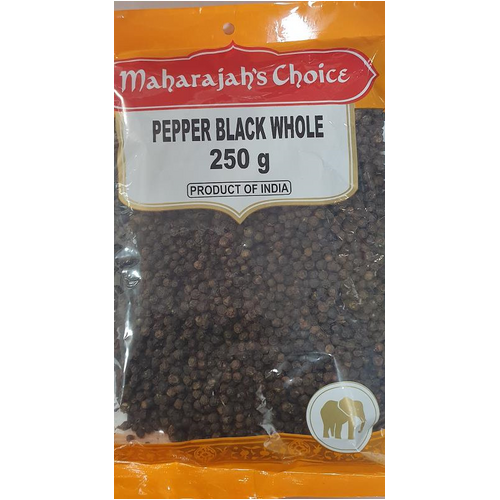 Maharajah's Choice
PEPPER BLACK WHOLE
250 g
PRODUCT OF INDIA